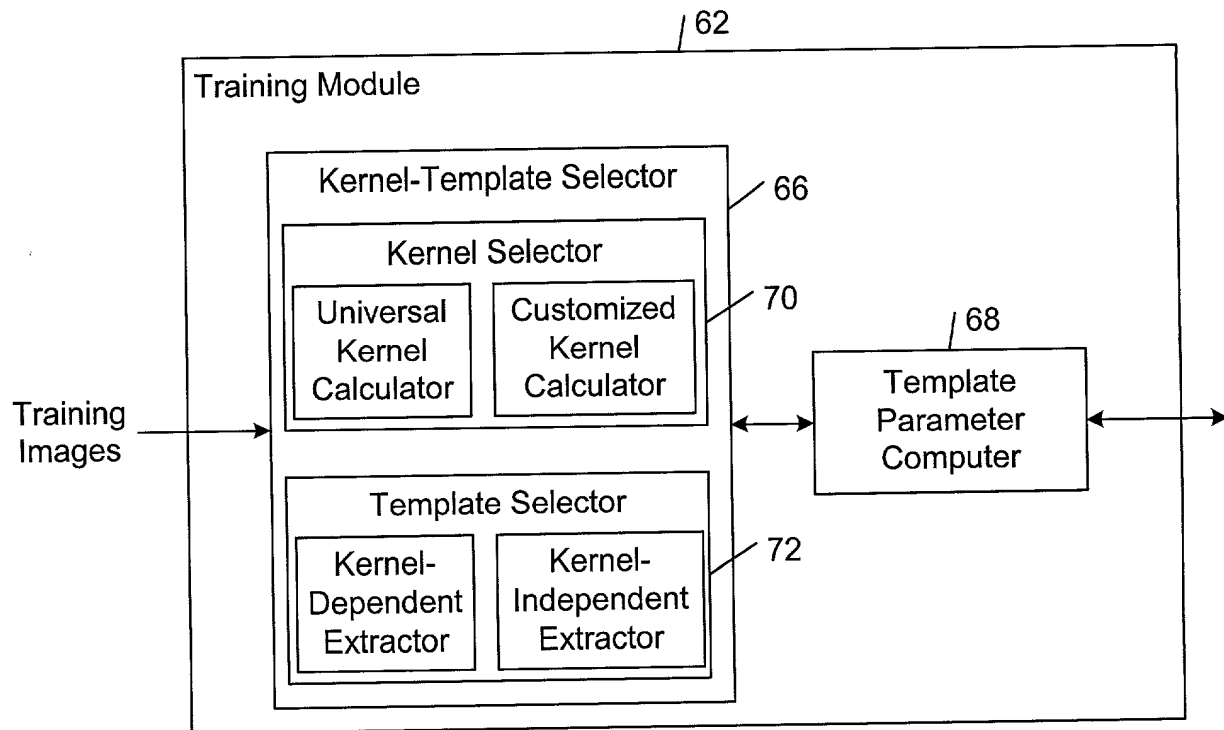 62
Training Module
Kernel-Template Selector
66
Kernel Selector
Universal
Kernel
Calculator
Customized
Kernel
Calculator
70
Template Selector
Kernel-
Dependent
Extractor
Kernel-
Independent
Extractor
72
68
Template
Parameter
Computer
Training
Images